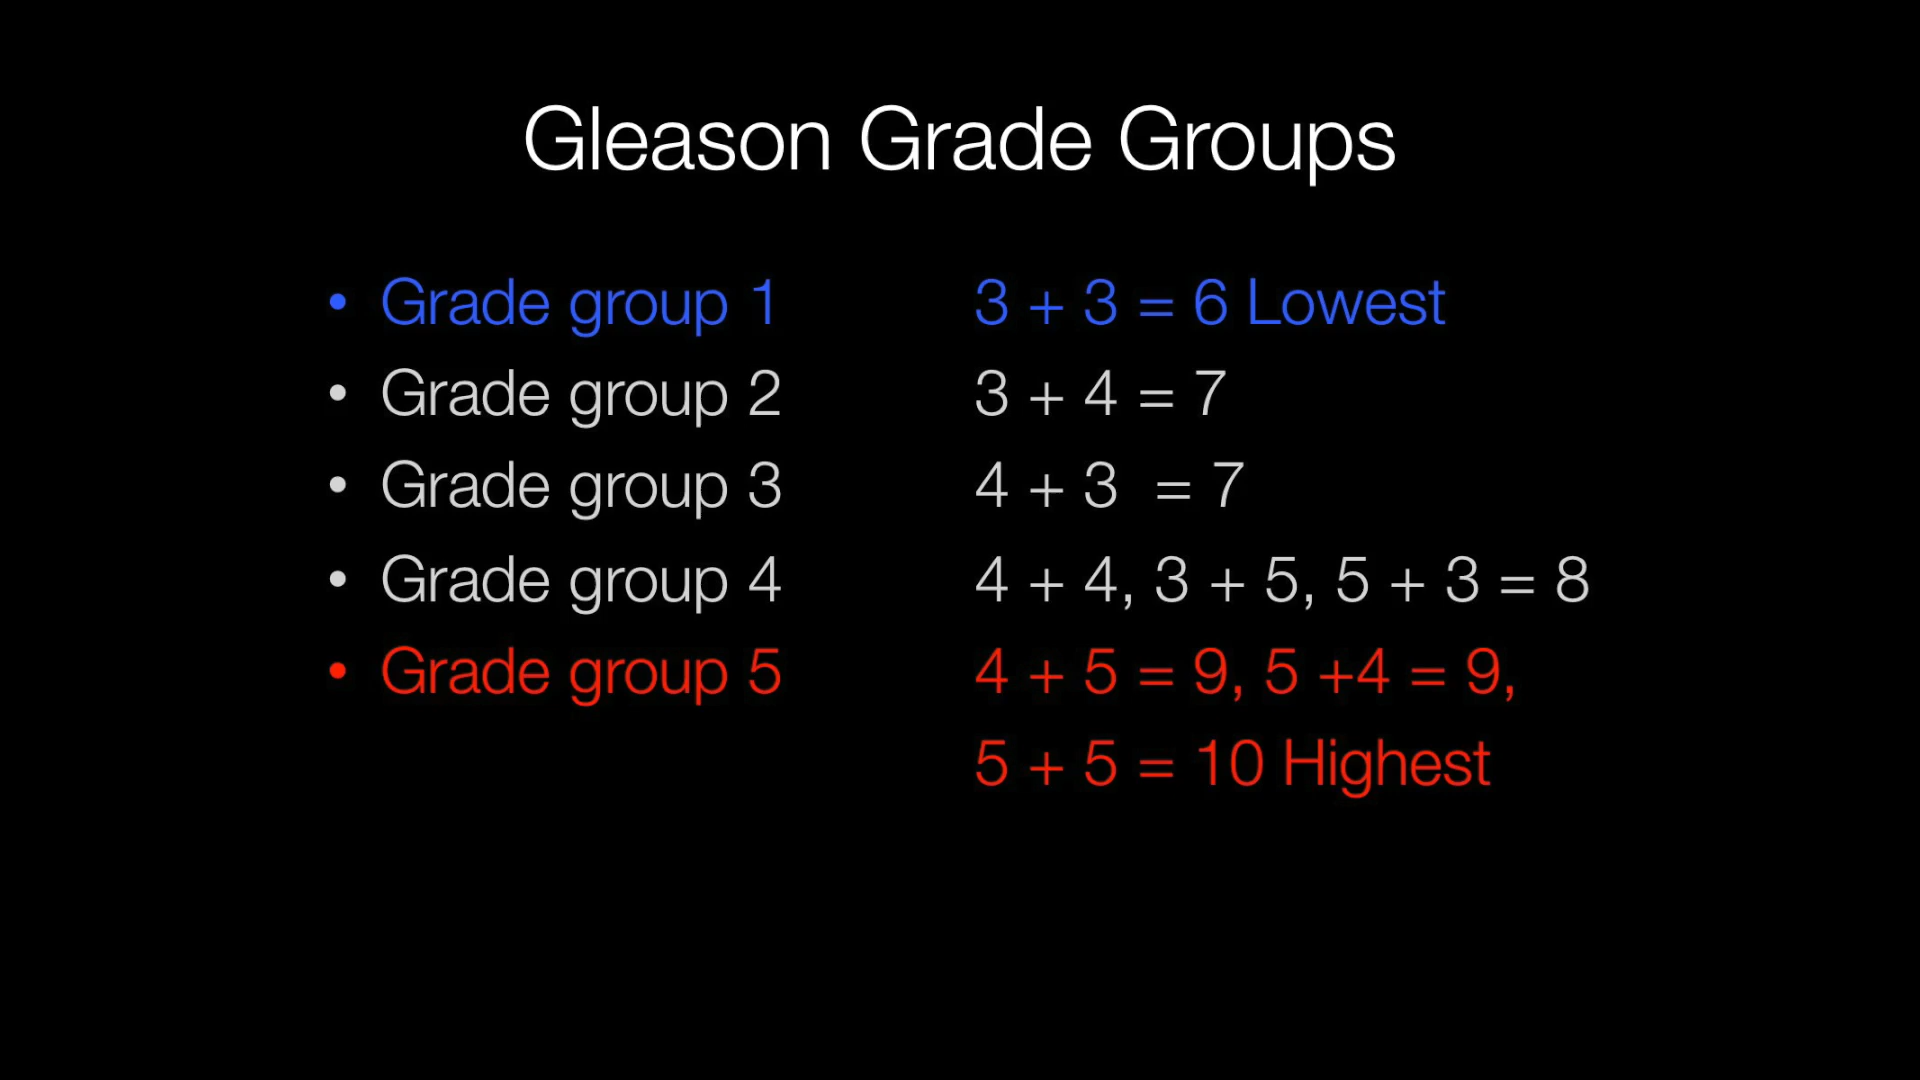 Gleason Grade Groups
• Grade group 1 3 + 3 = 6 Lowest
• Grade group 2 3 + 4 = 7
• Grade group 3 4 + 3 = 7
• Grade group 4 4 + 4, 3 + 5, 5 + 3 = 8
• Grade group 5 4 + 5 = 9, 5 +4 = 9,
5 + 5 = 10 Highest